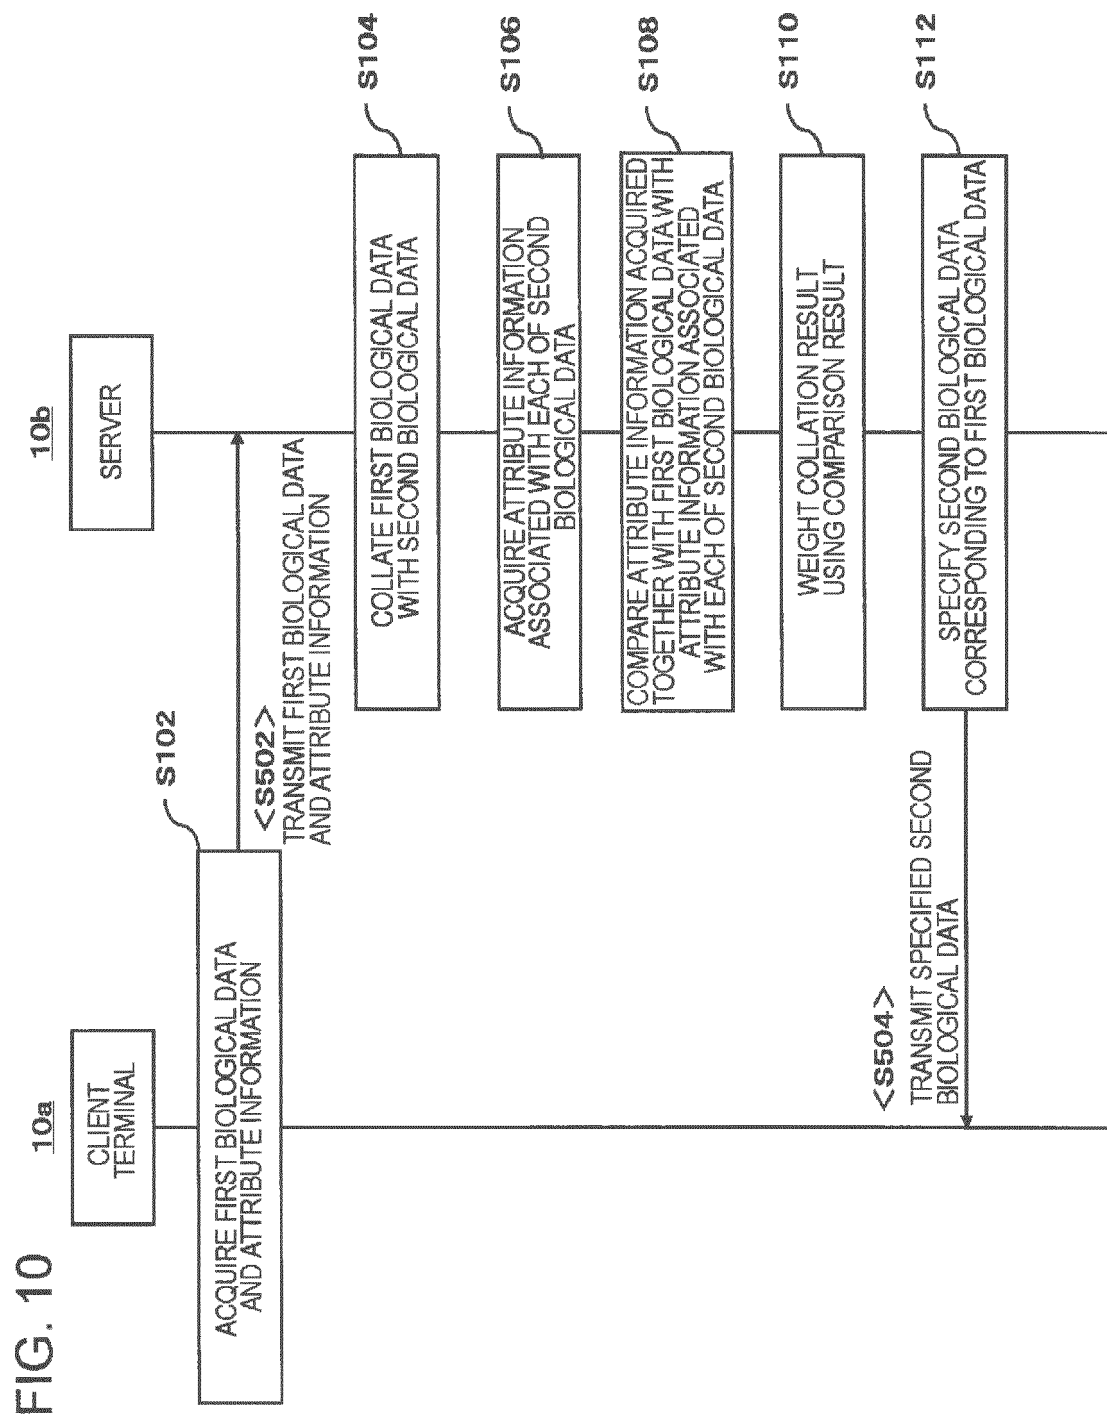 FIG. 10
10a
CLIENT
TERMINAL
10b
SERVER
S102
ACQUIRE FIRST BIOLOGICAL DATA
AND ATTRIBUTE INFORMATION
<S502>
TRANSMIT FIRST BIOLOGICAL DATA
AND ATTRIBUTE INFORMATION
S104
COLLATE FIRST BIOLOGICAL DATA
WITH SECOND BIOLOGICAL DATA
S106
ACQUIRE ATTRIBUTE INFORMATION
ASSOCIATED WITH EACH OF SECOND
BIOLOGICAL DATA
S108
COMPARE ATTRIBUTE INFORMATION ACQUIRED
TOGETHER WITH FIRST BIOLOGICAL DATA WITH
ATTRIBUTE INFORMATION ASSOCIATED
WITH EACH OF SECOND BIOLOGICAL DATA
S110
WEIGHT COLLATION RESULT
USING COMPARISON RESULT
S112
SPECIFY SECOND BIOLOGICAL DATA
CORRESPONDING TO FIRST BIOLOGICAL DATA
<S504>
TRANSMIT SPECIFIED SECOND
BIOLOGICAL DATA